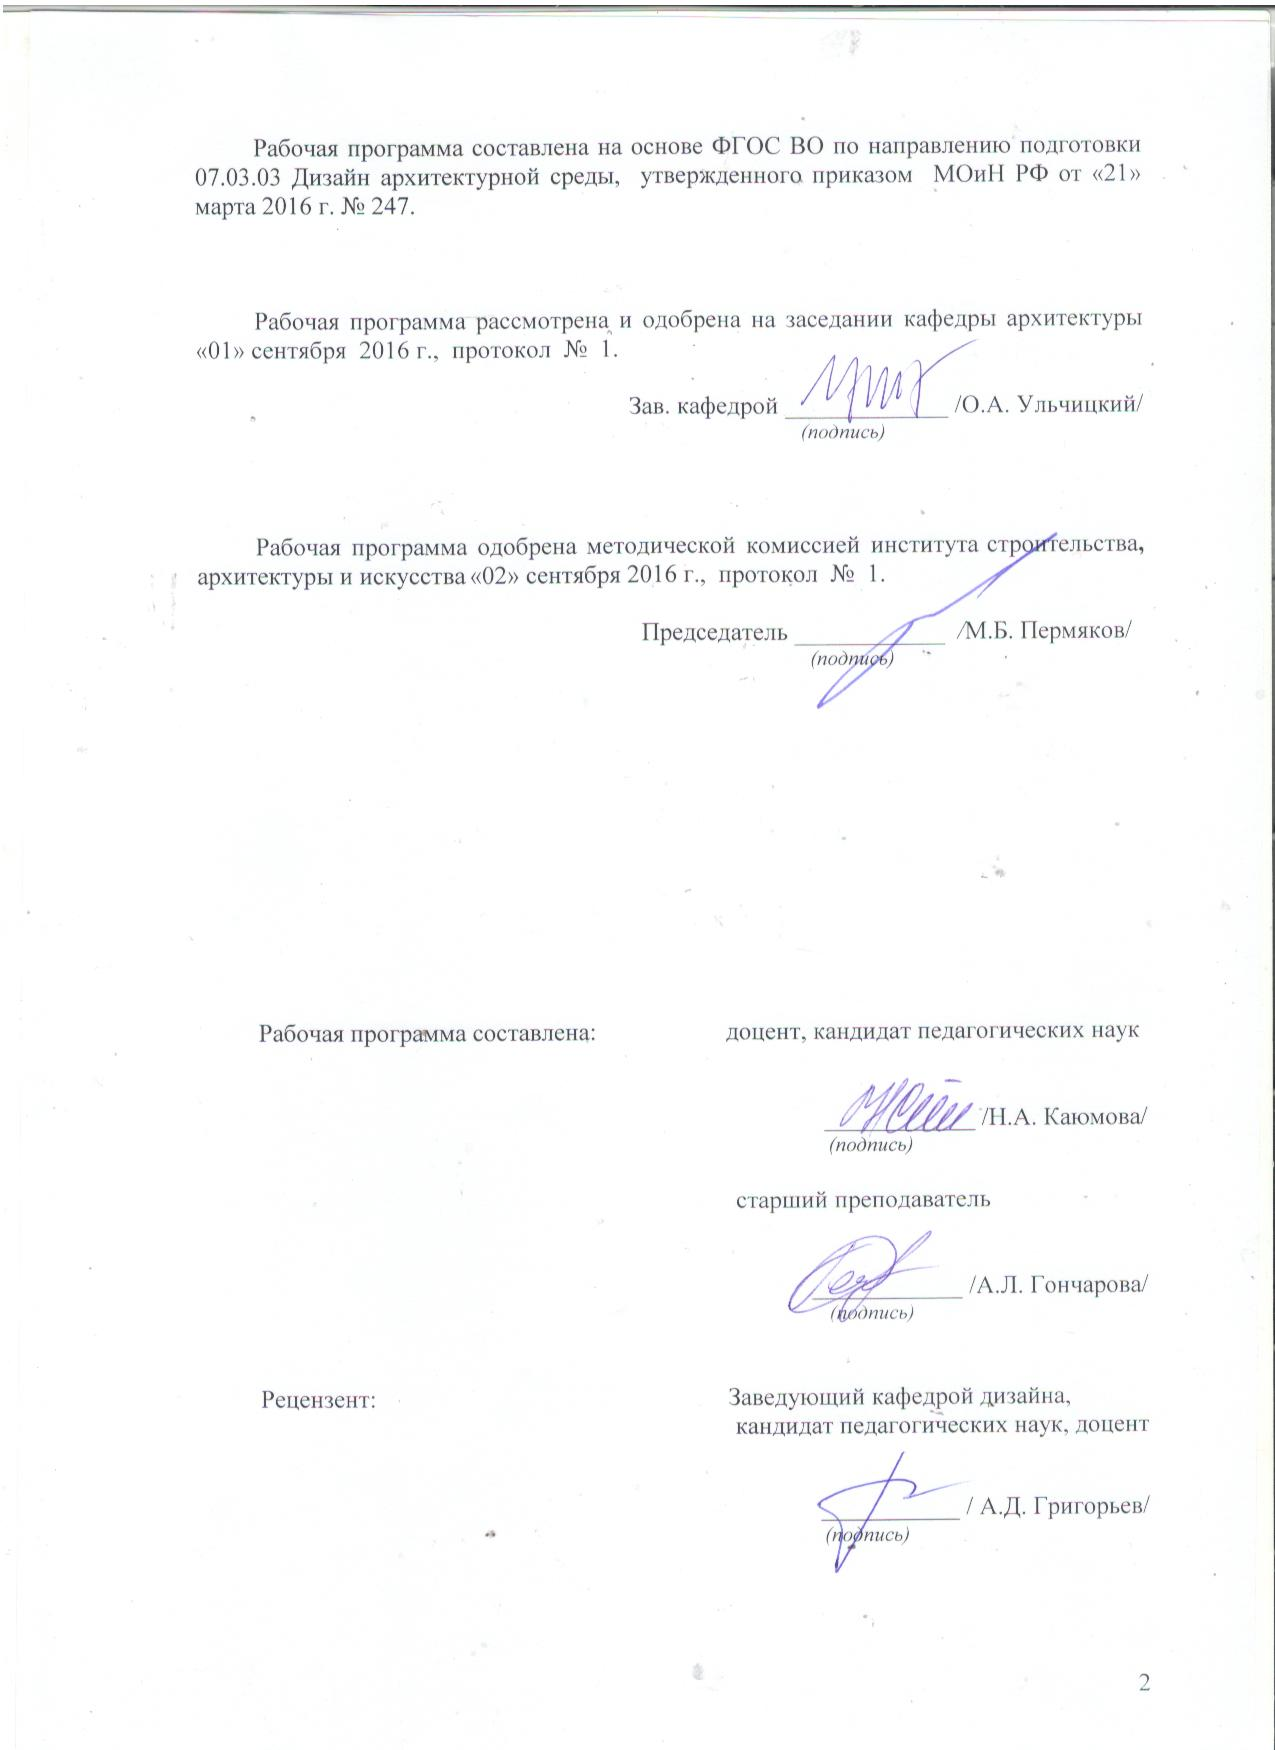 Рабочая программа составлена на основе ФГОС ВО по направлению подготовки
07.03.03 Дизайн архитектурной среды, утвержденного приказом МОиН РФ от «21»
марта 2016 г. № 247.
Рабочая программа рассмотрена и одобрена на заседании кафедры архитектуры
«01» сентября 2016 г., протокол № 1.
Зав. кафедрой ____________ /О.А. Ульчицкий/
(подпись)
Рабочая программа одобрена методической комиссией института строительства,
архитектуры и искусства «02» сентября 2016 г., протокол № 1.
Председатель ____________ /М.Б. Пермяков/
(подпись)
Рабочая программа составлена: доцент, кандидат педагогических наук
____________ /Н.А. Каюмова/
(подпись)
старший преподаватель
____________ /А.Л. Гончарова/
(подпись)
Рецензент: Заведующий кафедрой дизайна,
кандидат педагогических наук, доцент
____________ / А.Д. Григорьев/
(подпись)
2